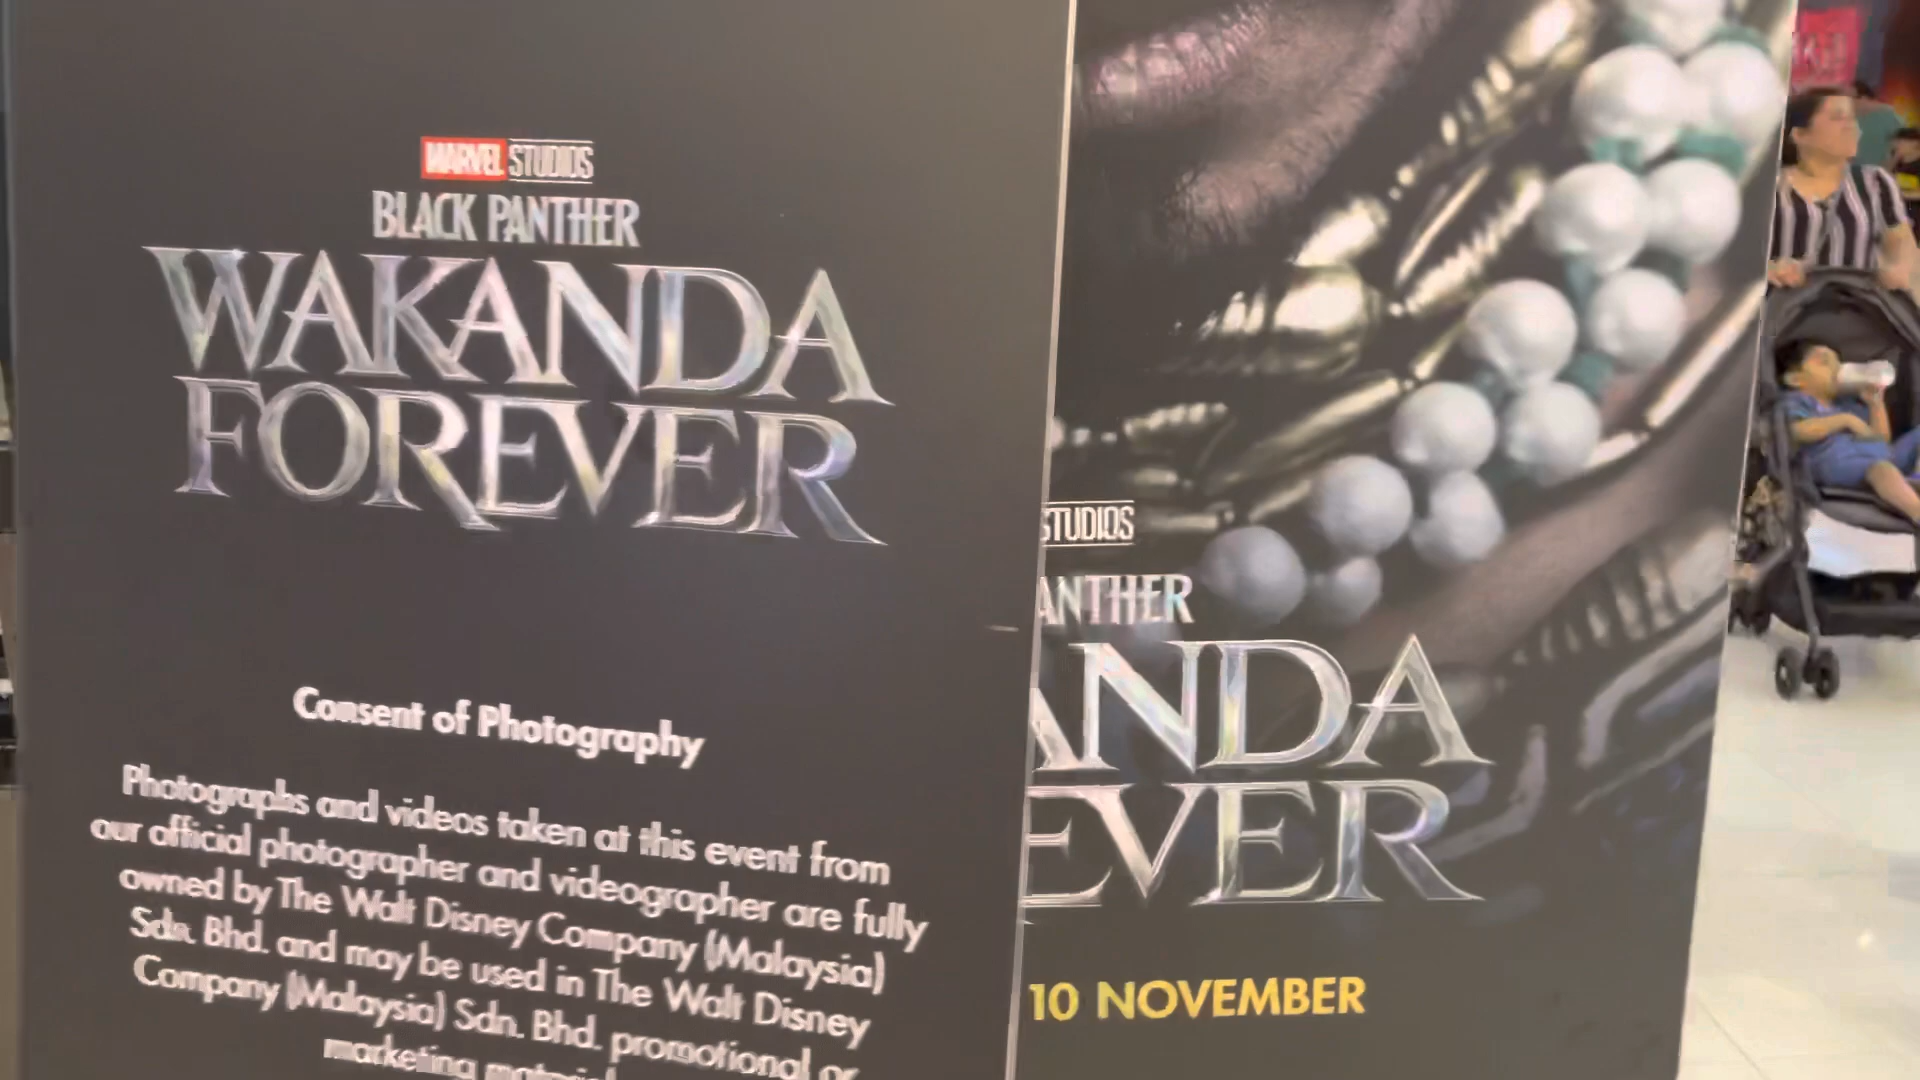 MARVEL STUDIOS
BLACK PANTHER
WAKANDA
FOREVER
Consent of Photography
Photographs and videos taken at this event from
our official photographer and videographer are fully
owned by The Walt Disney Company (Malaysia)
Sdn. Bhd. and may be used in The Walt Disney
Company (Malaysia) Sdn. Bhd. promotional or
marketing material
STUDIOS
ANTHER
ANDA
EVER
10 NOVEMBER